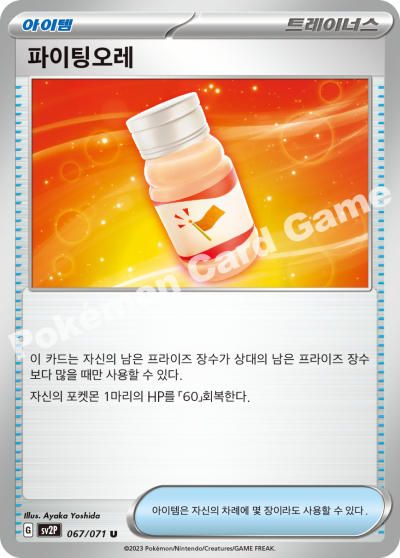 아이템 트레이너스
파이팅오레
Pokémon Card Game
이 카드는 자신의 남은 프라이즈 장수가 상대의 남은 프라이즈 장수
보다 많을 때만 사용할 수 있다.
자신의 포켓몬 1마리의 HP를 「60」회복한다.
Illus. Ayaka Yoshida
G SV2P 067/071 U
아이템은 자신의 차례에 몇 장이라도 사용할 수 있다.
©2023 Pokémon/Nintendo/Creatures/GAME FREAK.